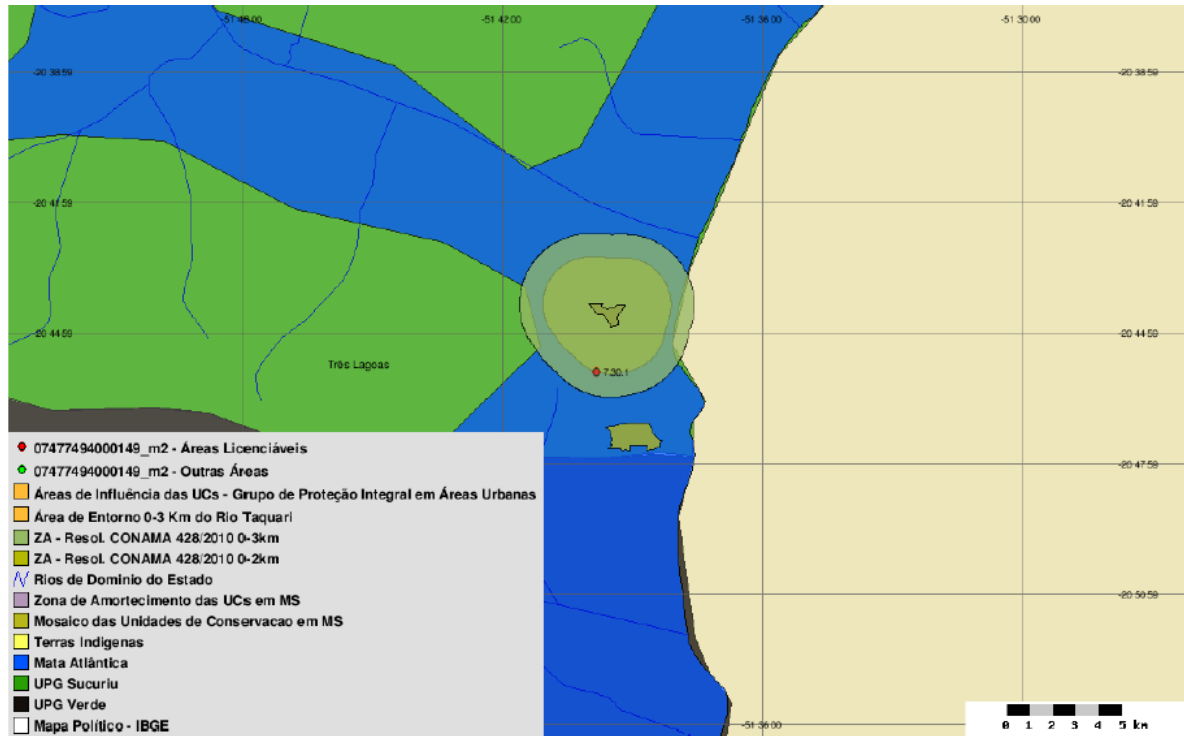 -51 48 00
-51 42 00
-51 36 00
-51 30 00
-20 38 59
-20 38 59
-20 41 59
-20 41 59
-20 44 59
-20 44 59
Três Lagoas
7.30.1
-20 47 59
-20 50 59
-51 36 00
07477494000149_m2 - Áreas Licenciáveis
07477494000149_m2 - Outras Áreas
Áreas de Influência das UCs - Grupo de Proteção Integral em Áreas Urbanas
Área de Entorno 0-3 Km do Rio Taquari
ZA - Resol. CONAMA 428/2010 0-3km
ZA - Resol. CONAMA 428/2010 0-2km
Rios de Dominio do Estado
Zona de Amortecimento das UCs em MS
Mosaico das Unidades de Conservacao em MS
Terras Indigenas
Mata Atlântica
UPG Sucuriu
UPG Verde
Mapa Político - IBGE
0 1 2 3 4 5 km